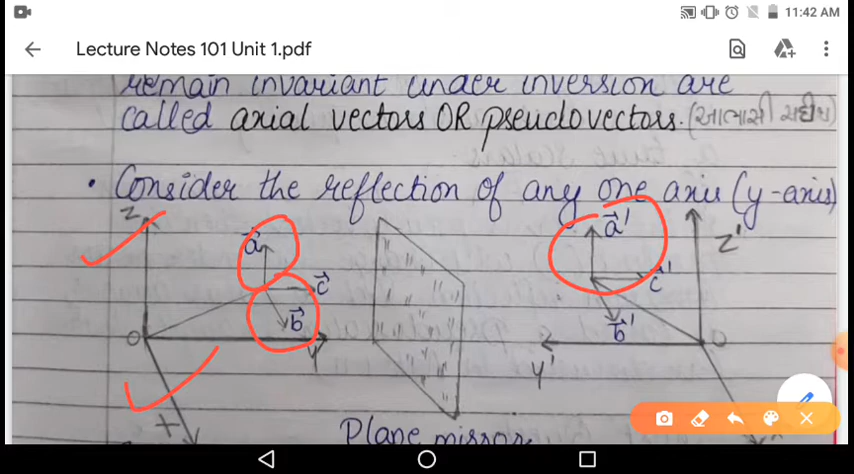 11:42 AM
Lecture Notes 101 Unit 1.pdf
remain invariant under inversion are
called axial vectors OR pseudovectors. (આભાસી સદીશ)
• Consider the reflection of any one axis (y-axis)
Z a⃗ a⃗' Z'
c⃗ c⃗'
b⃗ b⃗'
O Y Y' O
X
Plane mirror